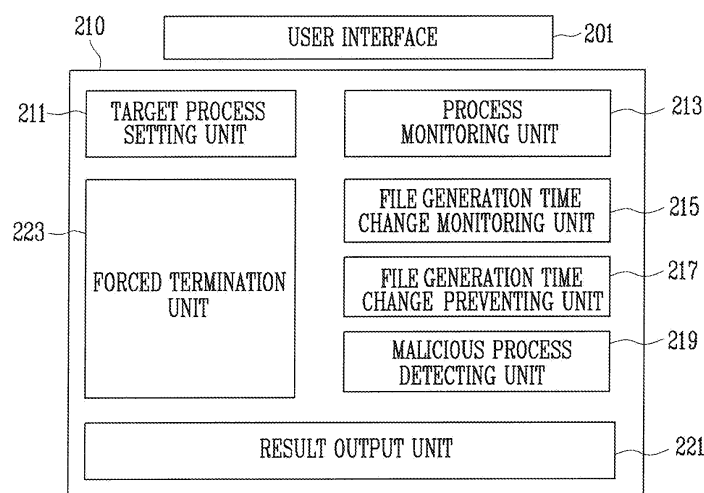 210
USER INTERFACE
201
211
TARGET PROCESS
SETTING UNIT
PROCESS
MONITORING UNIT
213
223
FORCED TERMINATION
UNIT
FILE GENERATION TIME
CHANGE MONITORING UNIT
215
FILE GENERATION TIME
CHANGE PREVENTING UNIT
217
MALICIOUS PROCESS
DETECTING UNIT
219
RESULT OUTPUT UNIT
221